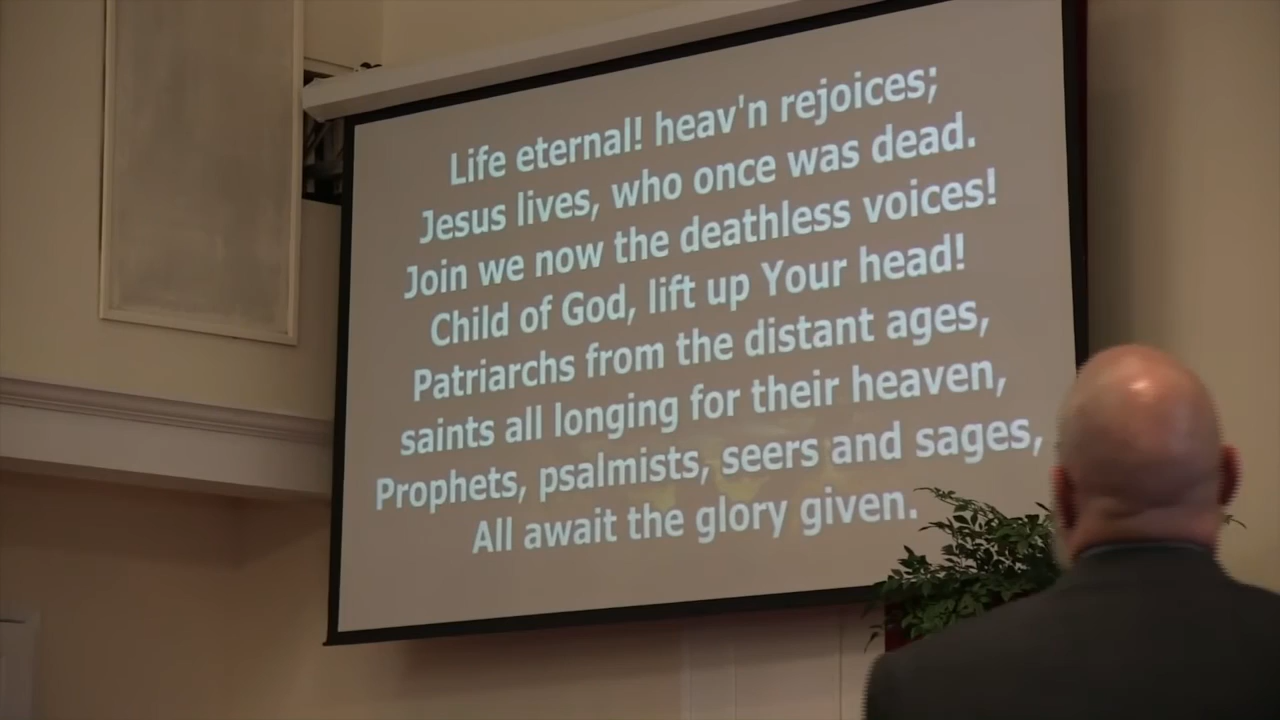 Life eternal! heav'n rejoices;
Jesus lives, who once was dead.
Join we now the deathless voices!
Child of God, lift up Your head!
Patriarchs from the distant ages,
saints all longing for their heaven,
Prophets, psalmists, seers and sages,
All await the glory given.